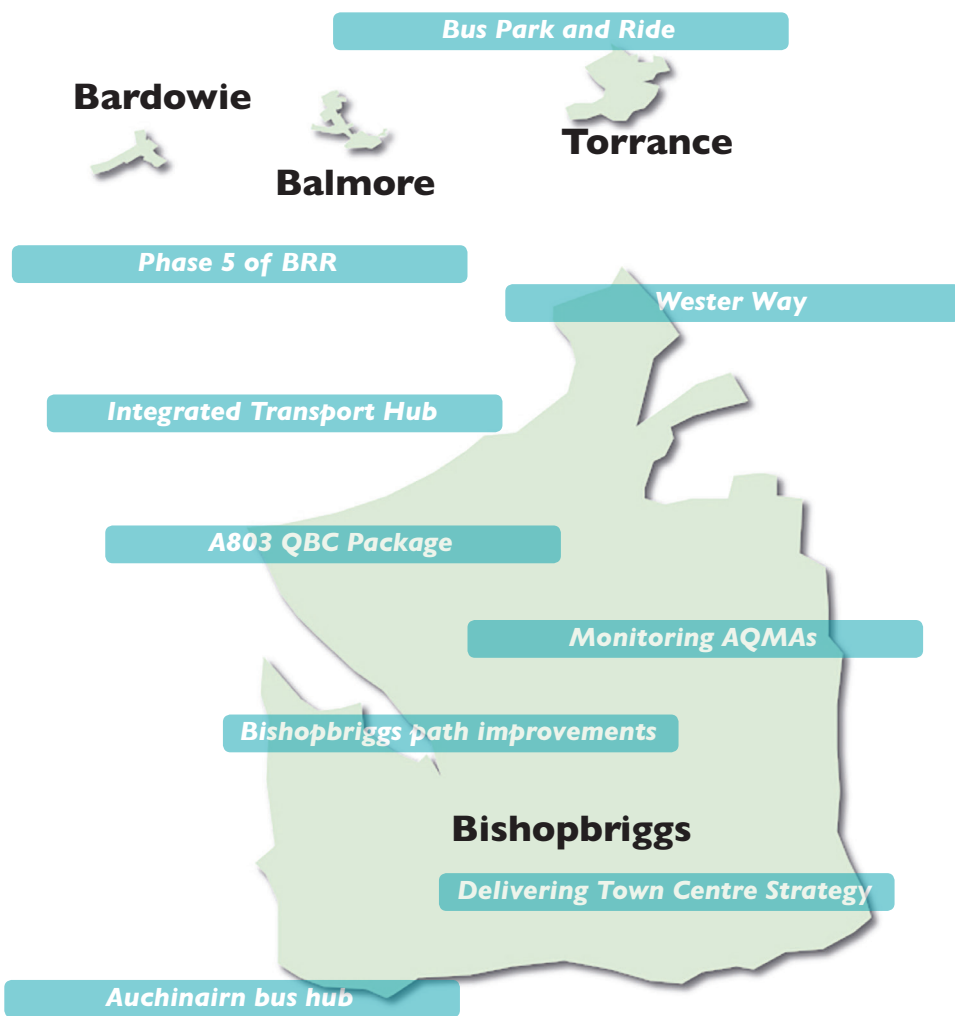 Bus Park and Ride
Bardowie
Torrance
Balmore
Phase 5 of BRR
Wester Way
Integrated Transport Hub
A803 QBC Package
Monitoring AQMAs
Bishopbriggs path improvements
Bishopbriggs
Delivering Town Centre Strategy
Auchinairn bus hub